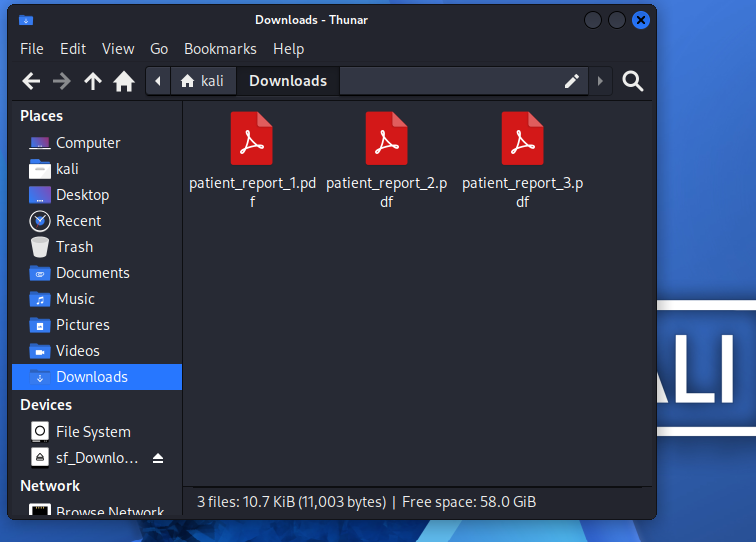 Downloads - Thunar
File Edit View Go Bookmarks Help
kali Downloads
Places
Computer
kali
Desktop
Recent
Trash
Documents
Music
Pictures
Videos
Downloads
Devices
File System
sf_Downlo...
Network
Browse Network
patient_report_1.pd
f
patient_report_2.p
df
patient_report_3.p
df
3 files: 10.7 KiB (11,003 bytes) | Free space: 58.0 GiB
ALI